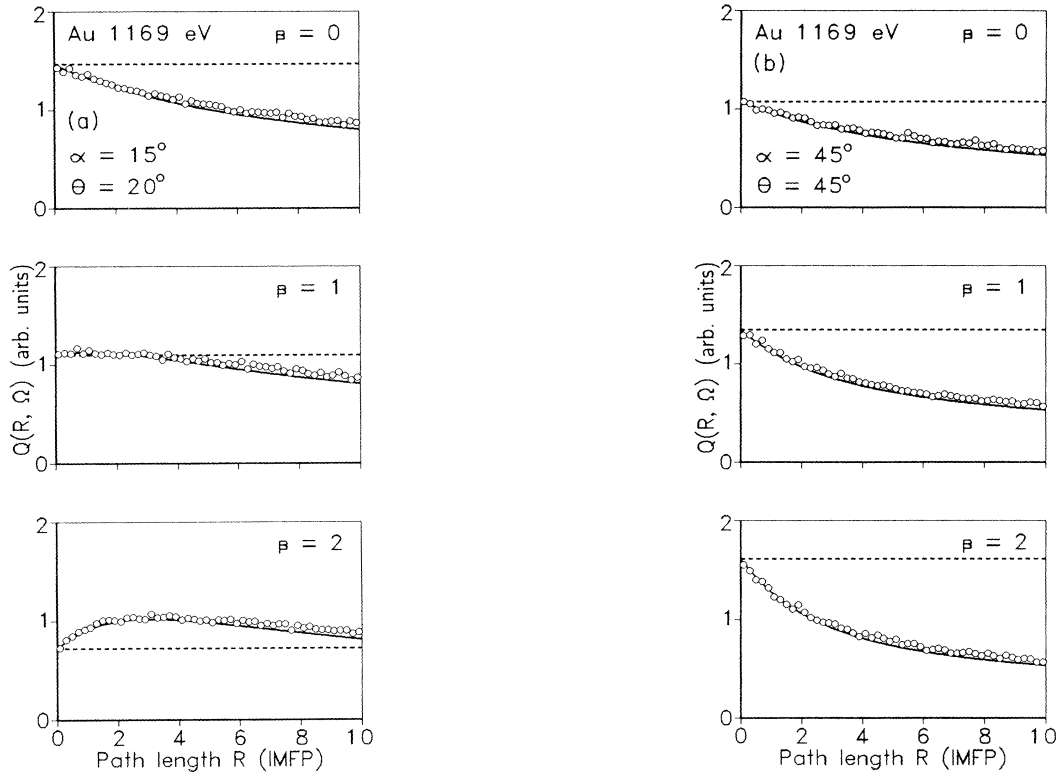 2
Au 1169 eV β = 0
1
(a)
α = 15°
θ = 20°
0
2
β = 1
1
0
Q(R, Ω) (arb. units)
2
β = 2
1
0
0 2 4 6 8 10
Path length R (IMFP)
2
Au 1169 eV β = 0
(b)
1
α = 45°
θ = 45°
0
2
β = 1
1
0
Q(R, Ω) (arb. units)
2
β = 2
1
0
0 2 4 6 8 10
Path length R (IMFP)